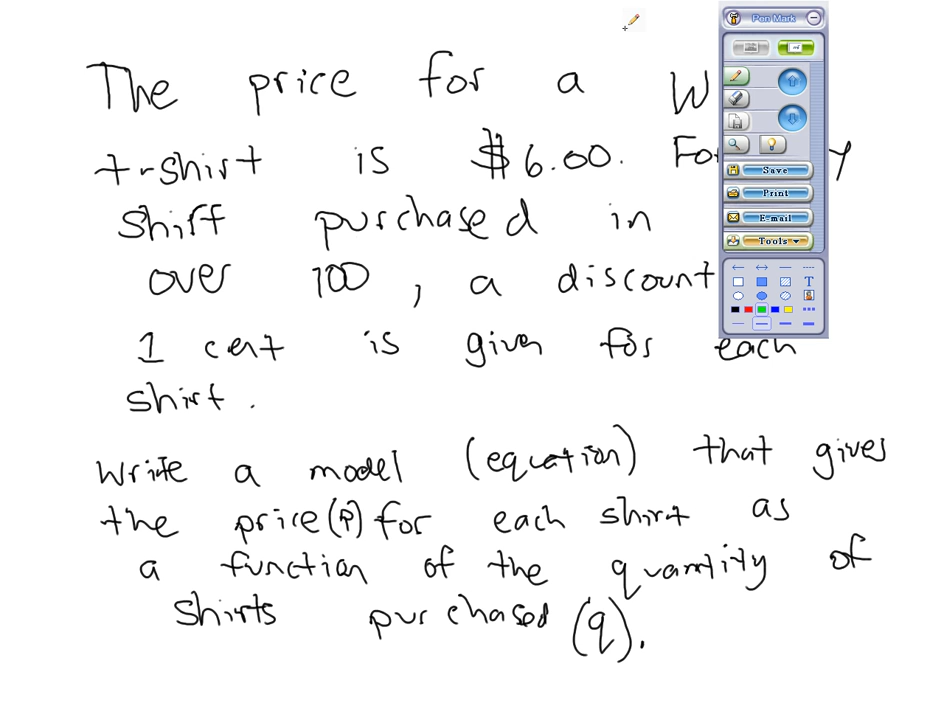 Pen Mark
The price for a W
t-shirt is $6.00. For y
Save
Print
shirt purchased in
E-mail
Tools
over 100, a discount
T
1 cent is given for each
shirt.
write a model (equation) that gives
the price (P) for each shirt as
a function of the quantity of
shirts purchased (q).